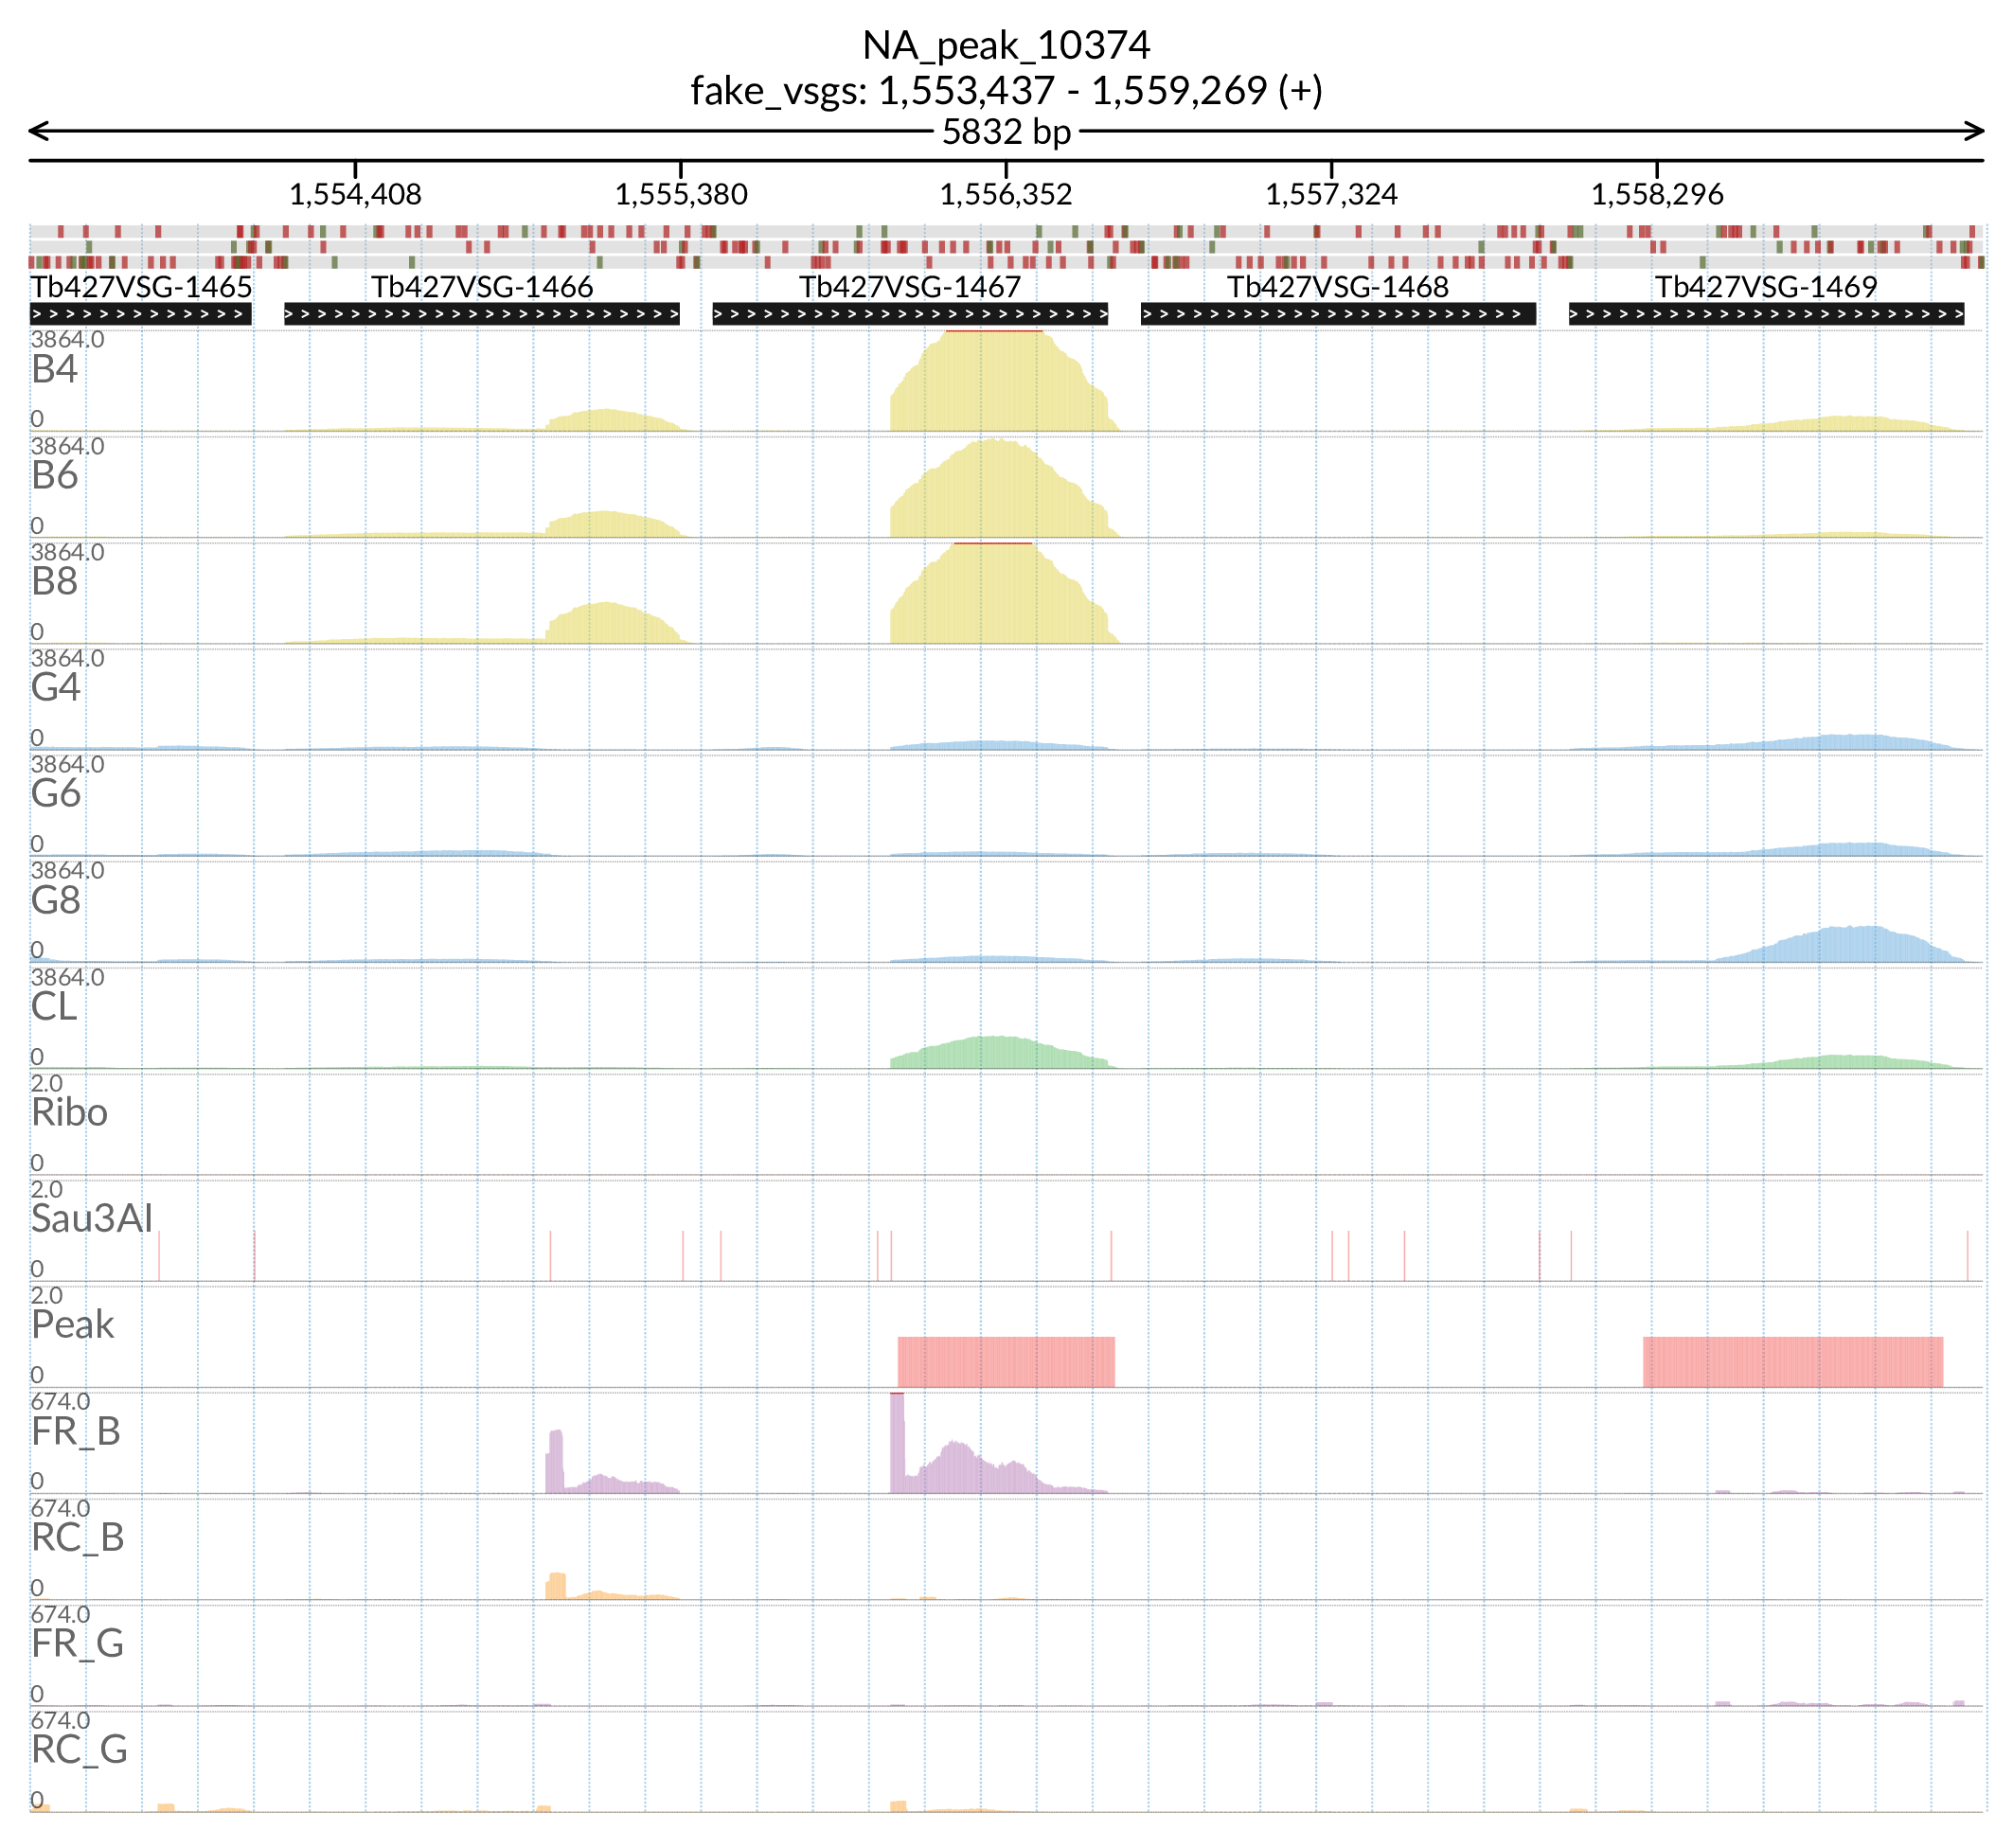 NA_peak_10374
fake_vsgs: 1,553,437 - 1,559,269 (+)
5832 bp
1,554,408 1,555,380 1,556,352 1,557,324 1,558,296
Tb427VSG-1465 Tb427VSG-1466 Tb427VSG-1467 Tb427VSG-1468 Tb427VSG-1469
3864.0
B4
0
3864.0
B6
0
3864.0
B8
0
3864.0
G4
0
3864.0
G6
0
3864.0
G8
0
3864.0
CL
0
2.0
Ribo
0
2.0
Sau3AI
0
2.0
Peak
0
674.0
FR_B
0
674.0
RC_B
0
674.0
FR_G
0
674.0
RC_G
0